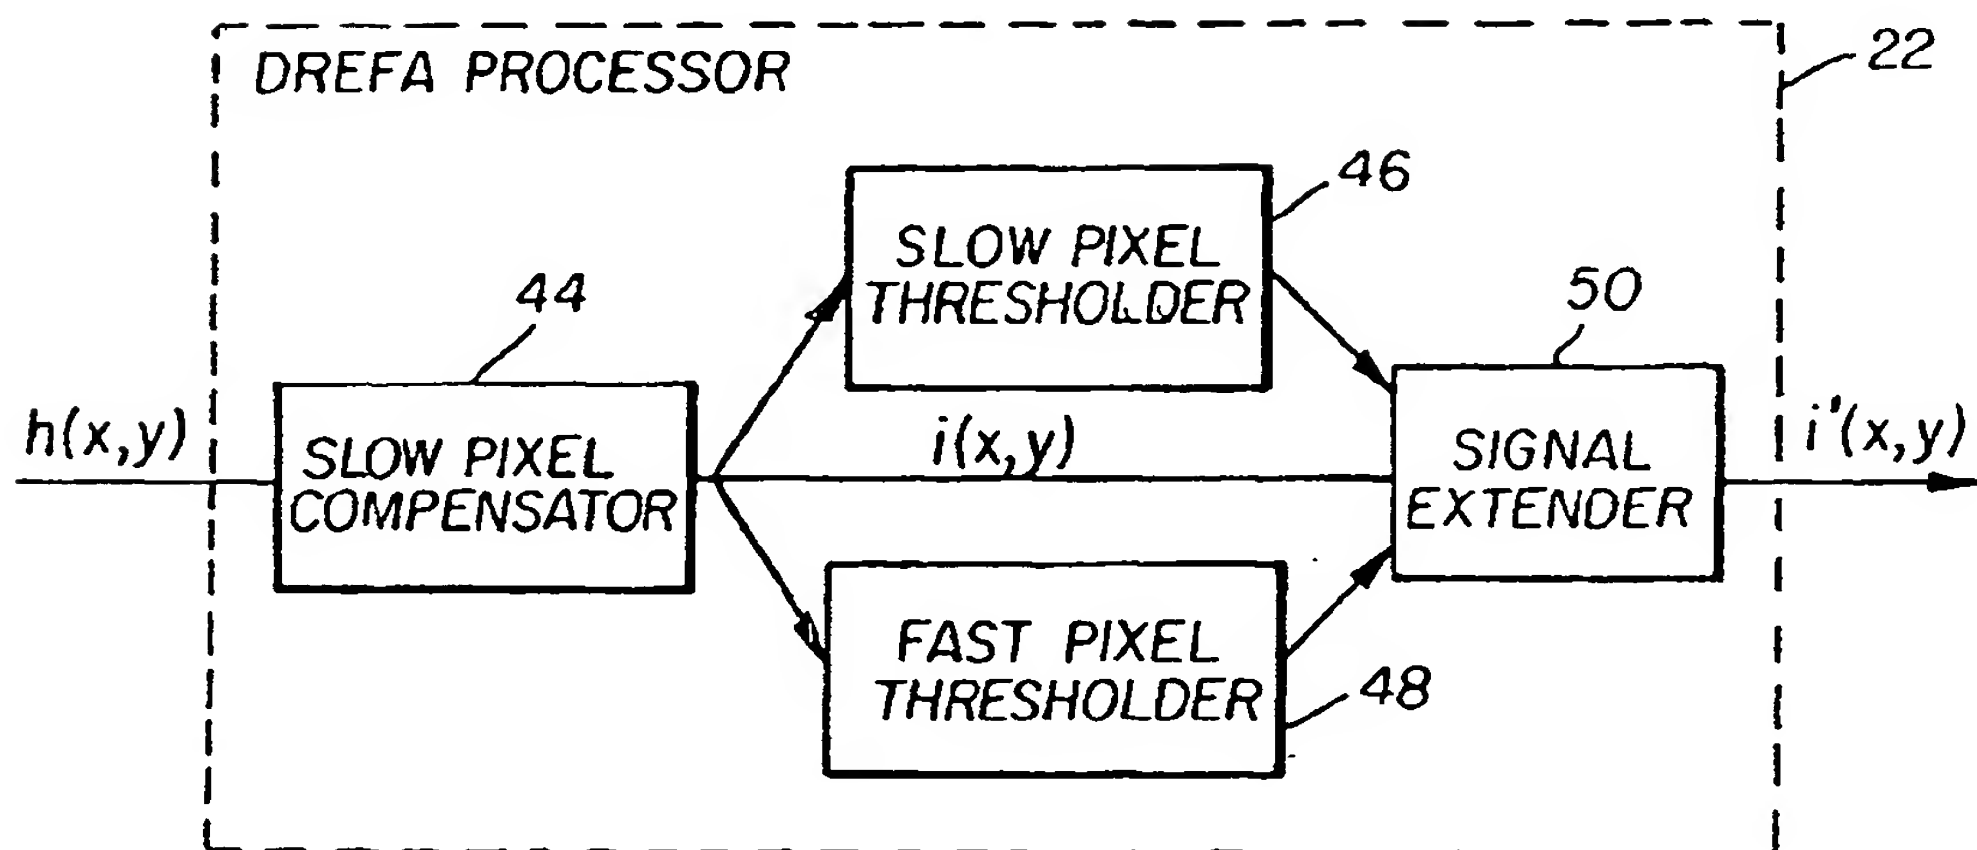 DREFA PROCESSOR
22
46
SLOW PIXEL
THRESHOLDER
44
50
h(x,y)
SLOW PIXEL
COMPENSATOR
i(x,y)
SIGNAL
EXTENDER
i'(x,y)
FAST PIXEL
THRESHOLDER
48